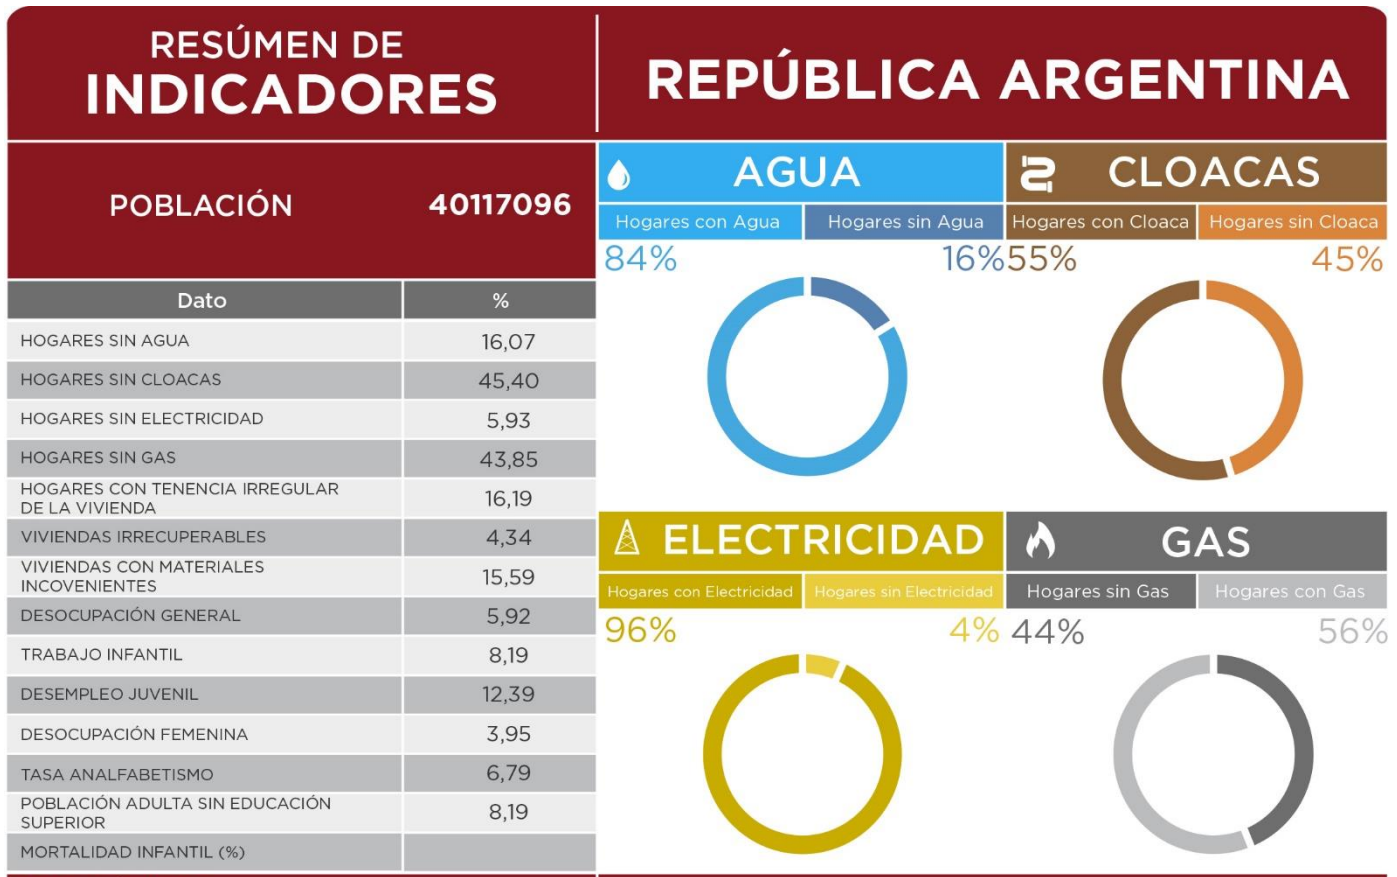 RESÚMEN DE
INDICADORES
REPÚBLICA ARGENTINA
POBLACIÓN 40117096
Dato %
HOGARES SIN AGUA 16,07
HOGARES SIN CLOACAS 45,40
HOGARES SIN ELECTRICIDAD 5,93
HOGARES SIN GAS 43,85
HOGARES CON TENENCIA IRREGULAR
DE LA VIVIENDA 16,19
VIVIENDAS IRRECUPERABLES 4,34
VIVIENDAS CON MATERIALES
INCOVENIENTES 15,59
DESOCUPACIÓN GENERAL 5,92
TRABAJO INFANTIL 8,19
DESEMPLEO JUVENIL 12,39
DESOCUPACIÓN FEMENINA 3,95
TASA ANALFABETISMO 6,79
POBLACIÓN ADULTA SIN EDUCACIÓN
SUPERIOR 8,19
MORTALIDAD INFANTIL (%)
AGUA
Hogares con Agua Hogares sin Agua
84% 16%
CLOACAS
Hogares con Cloaca Hogares sin Cloaca
55% 45%
ELECTRICIDAD
Hogares con Electricidad Hogares sin Electricidad
96% 4%
GAS
Hogares sin Gas Hogares con Gas
44% 56%